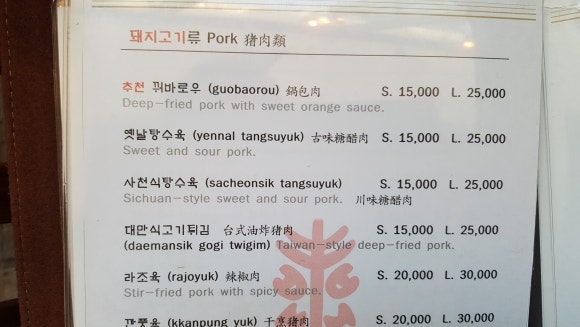 돼지고기류 Pork 猪肉類
추천 꿔바로우 (guobaorou) 鍋包肉 S. 15,000 L. 25,000
Deep-fried pork with sweet orange sauce.
옛날탕수육 (yennal tangsuyuk) 古味糖醋肉 S. 15,000 L. 25,000
Sweet and sour pork.
사천식탕수육 (sacheonsik tangsuyuk) S. 15,000 L. 25,000
Sichuan-style sweet and sour pork. 川味糖醋肉
대만식고기튀김 台式油炸猪肉 S. 15,000 L. 25,000
(daemansik gogi twigim) Taiwan-style deep-fried pork.
라조육 (rajoyuk) 辣椒肉 S. 20,000 L. 30,000
Stir-fried pork with spicy sauce.
깐풍육 (kkanpung yuk) 干烹猪肉 S. 20,000 L. 30,000